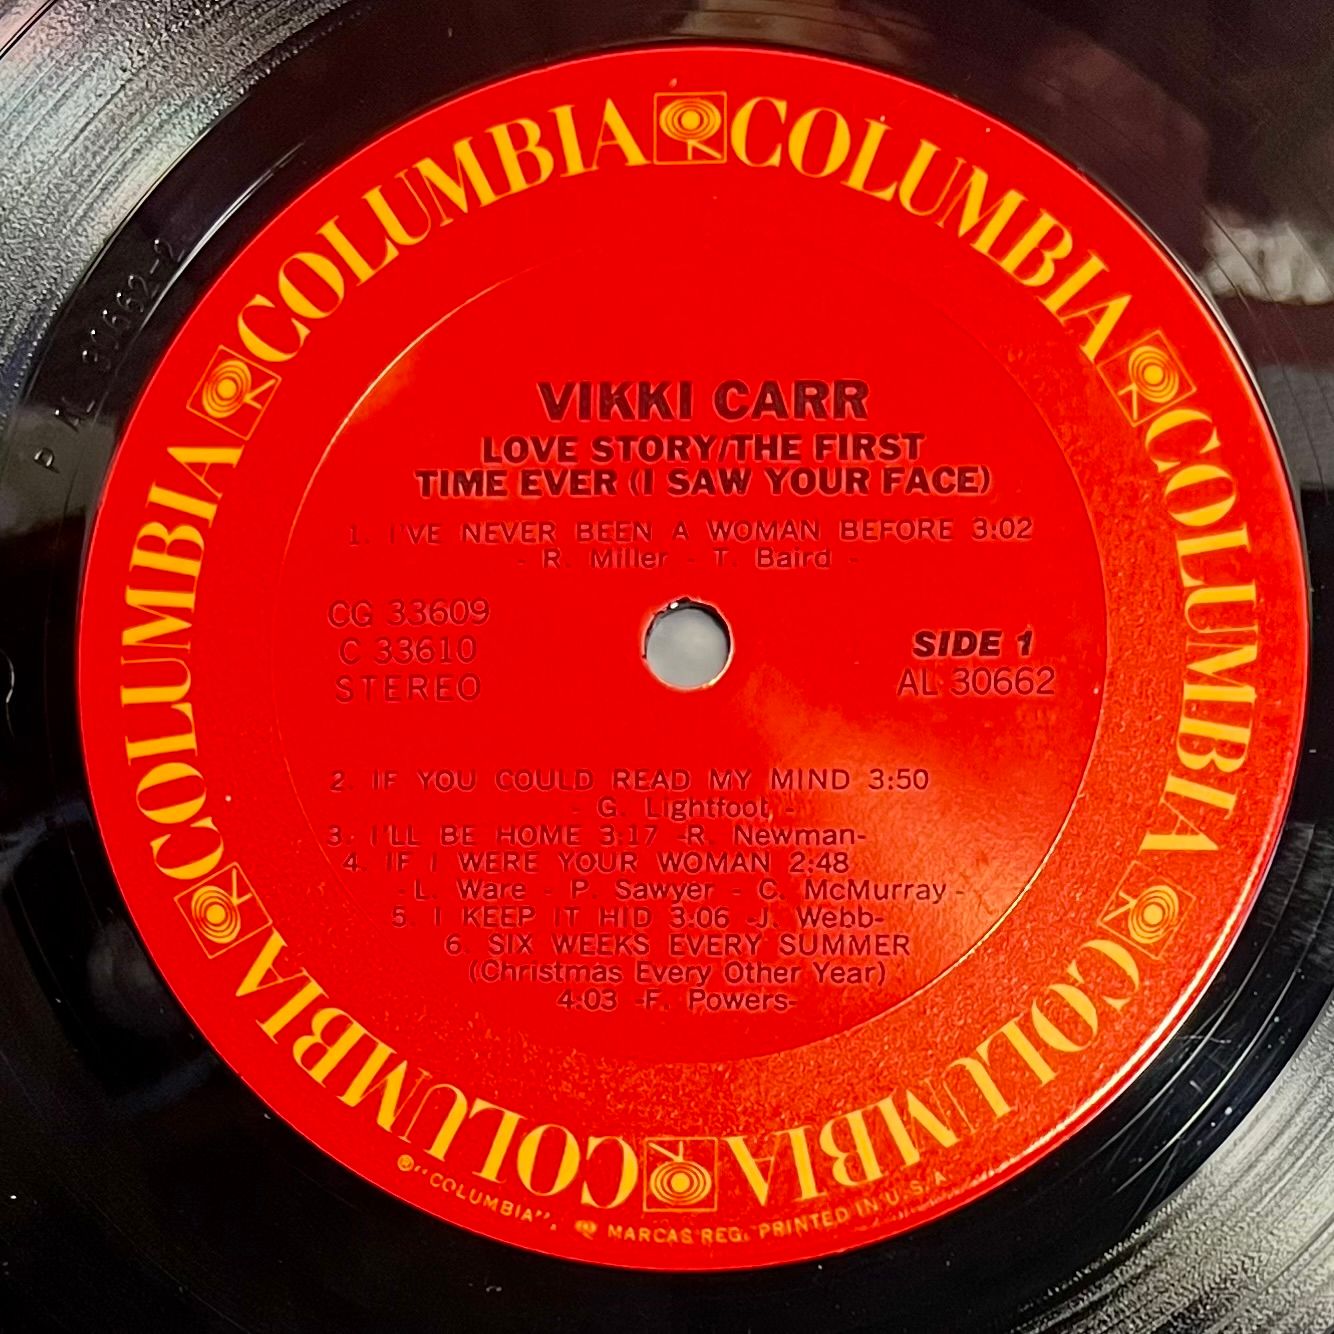 COLUMBIA COLUMBIA COLUMBIA COLUMBIA COLUMBIA COLUMBIA
P AL 30662-2
VIKKI CARR
LOVE STORY/THE FIRST
TIME EVER (I SAW YOUR FACE)
1. I'VE NEVER BEEN A WOMAN BEFORE 3:02
- R. Miller - T. Baird -
CG 33609
C 33610
STEREO
SIDE 1
AL 30662
2. IF YOU COULD READ MY MIND 3:50
- G. Lightfoot -
3. I'LL BE HOME 3:17 -R. Newman-
4. IF I WERE YOUR WOMAN 2:48
-L. Ware - P. Sawyer - C. McMurray-
5. I KEEP IT HID 3:06 -J. Webb-
6. SIX WEEKS EVERY SUMMER
(Christmas Every Other Year)
4:03 -F. Powers-
®"COLUMBIA", MARCAS REG. PRINTED IN U.S.A.